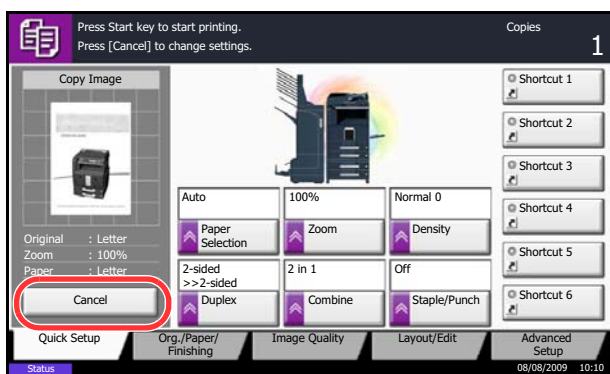 Press Start key to start printing.
Press [Cancel] to change settings.
Copies
1
Copy Image
Original : Letter
Zoom : 100%
Paper : Letter
Cancel
Auto
Paper
Selection
100%
Zoom
Normal 0
Density
2-sided
>>2-sided
Duplex
2 in 1
Combine
Off
Staple/Punch
Shortcut 1
Shortcut 2
Shortcut 3
Shortcut 4
Shortcut 5
Shortcut 6
Quick Setup
Org./Paper/
Finishing
Image Quality
Layout/Edit
Advanced
Setup
Status
08/08/2009 10:10